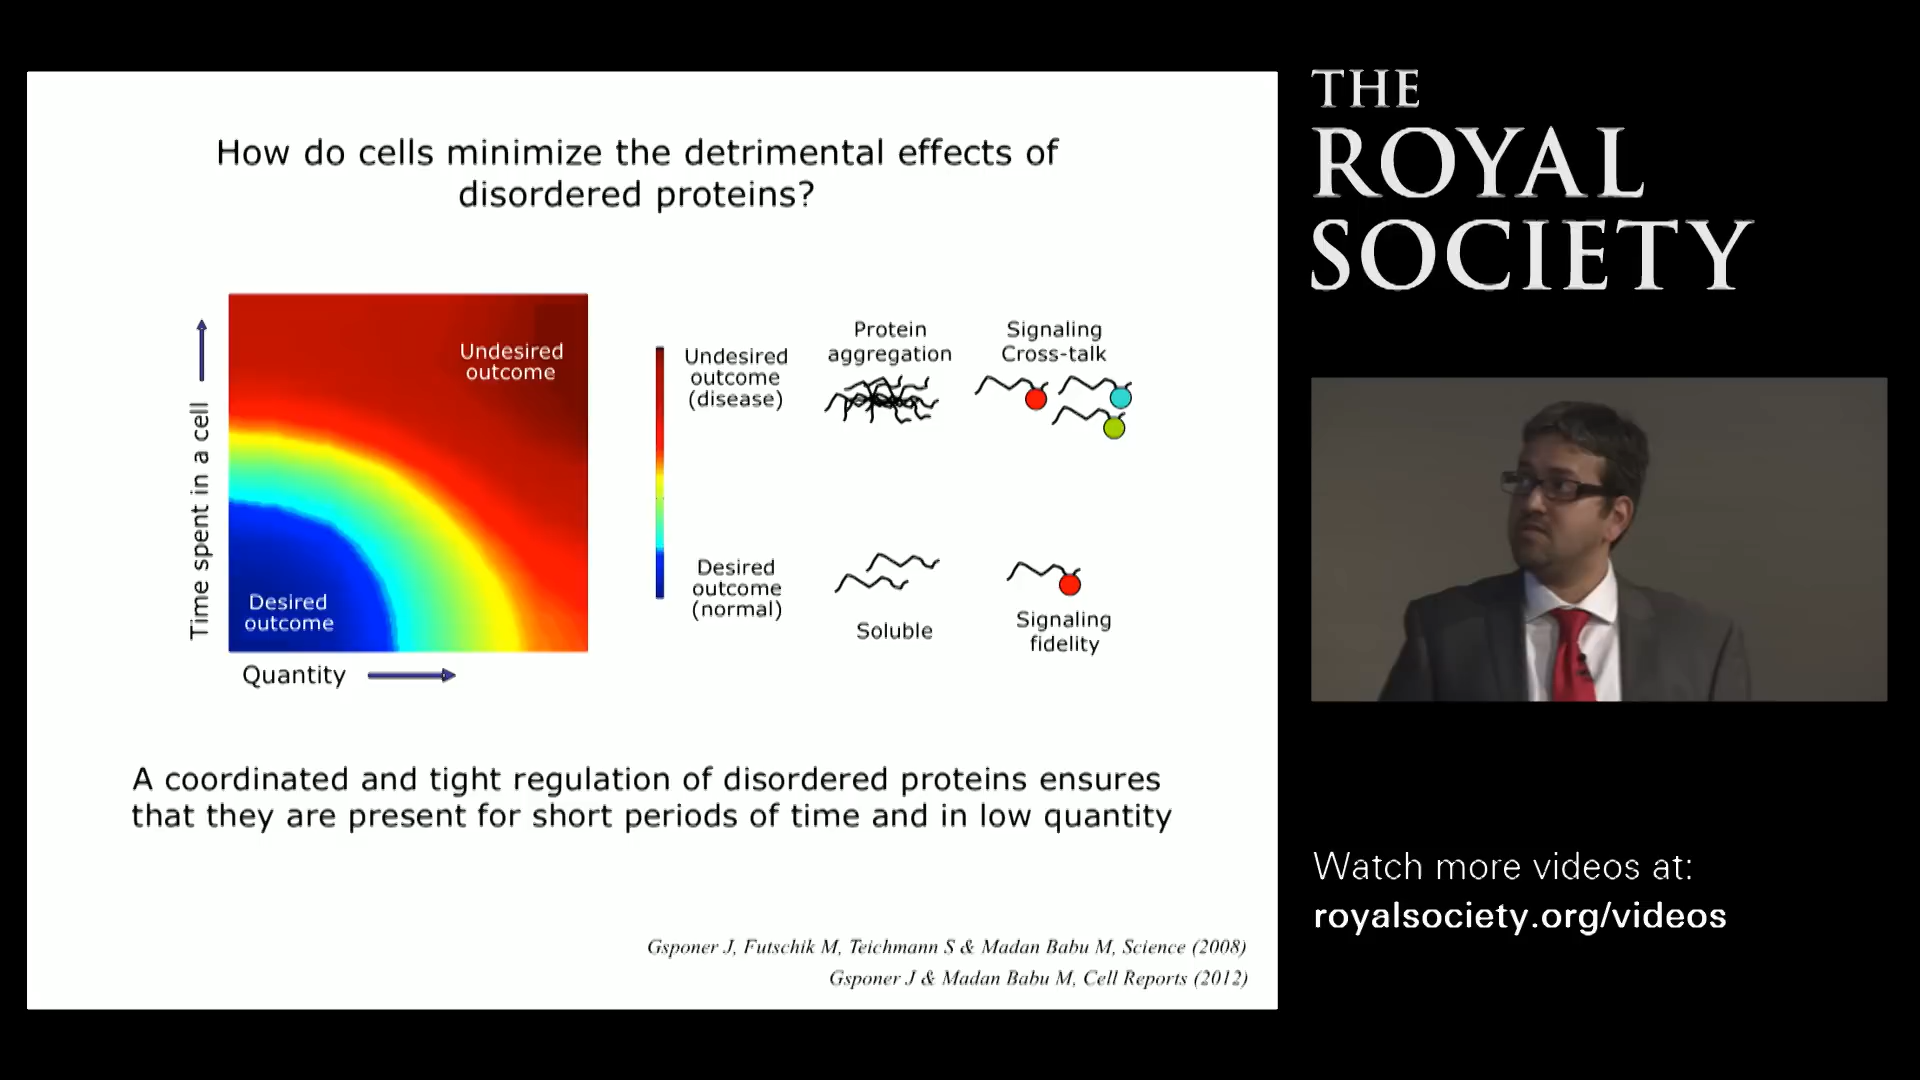 How do cells minimize the detrimental effects of
disordered proteins?
Time spent in a cell
Undesired
outcome
Desired
outcome
Quantity
Undesired
outcome
(disease)
Desired
outcome
(normal)
Protein
aggregation
Signaling
Cross-talk
Soluble
Signaling
fidelity
A coordinated and tight regulation of disordered proteins ensures
that they are present for short periods of time and in low quantity
Gsponer J, Futschik M, Teichmann S & Madan Babu M, Science (2008)
Gsponer J & Madan Babu M, Cell Reports (2012)
THE
ROYAL
SOCIETY
Watch more videos at:
royalsociety.org/videos